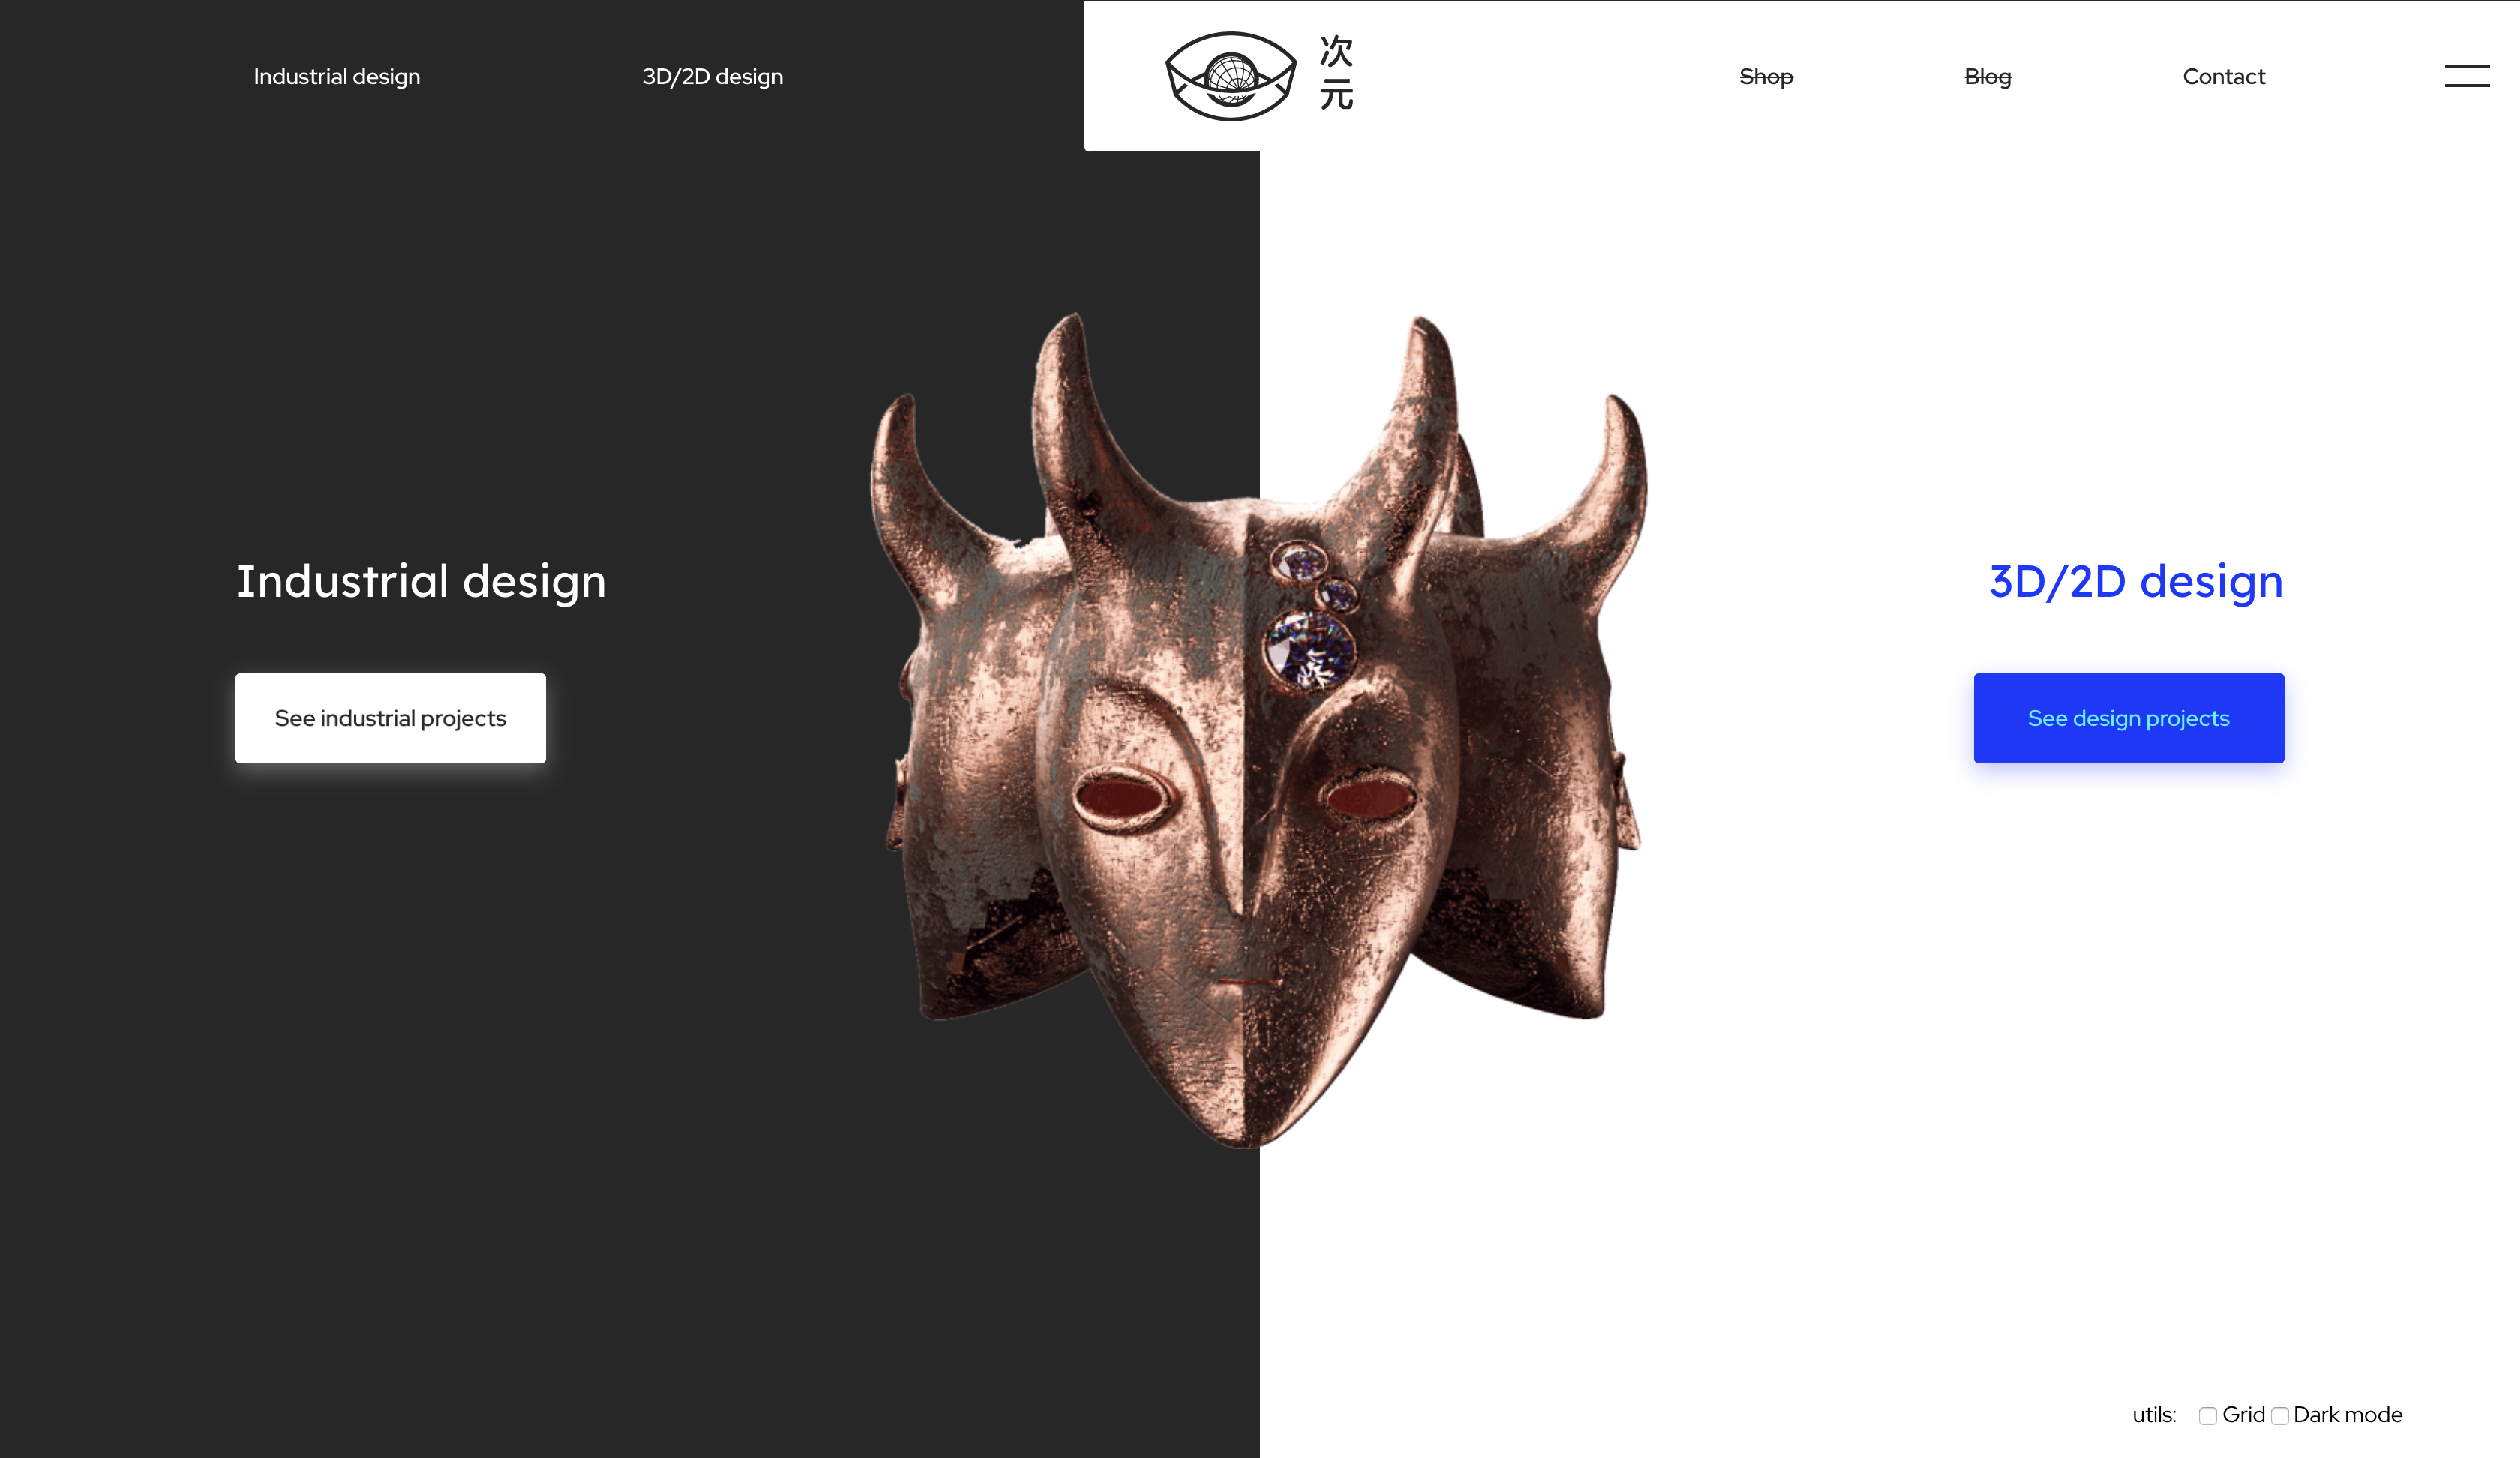 Industrial design
3D/2D design
次
元
Shop
Blog
Contact
Industrial design
See industrial projects
3D/2D design
See design projects
utils: Grid Dark mode